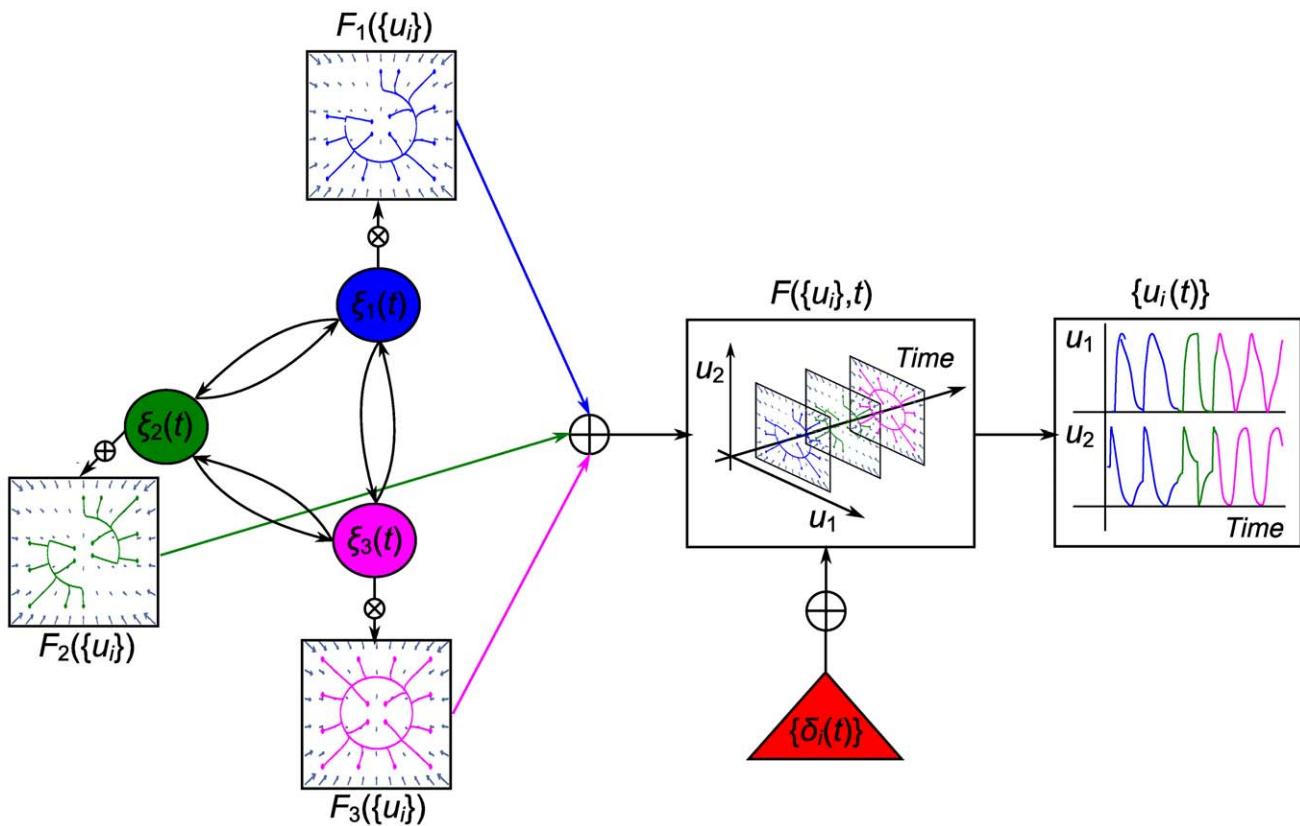 F₁({uᵢ})
ξ₁(t)
ξ₂(t)
ξ₃(t)
F₂({uᵢ})
F₃({uᵢ})
F({uᵢ},t)
u₂
Time
u₁
{δᵢ(t)}
{uᵢ(t)}
u₁
u₂
Time